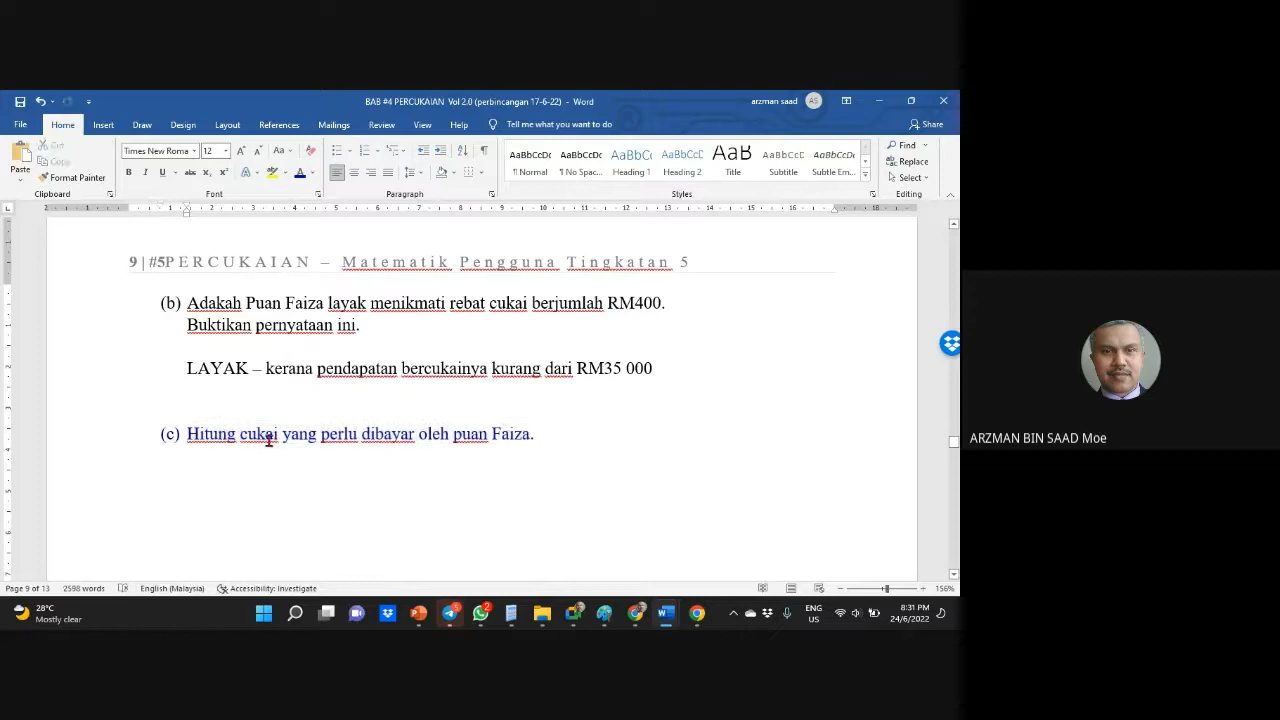 BAB #4 PERCUKAIAN Vol 2.0 (perbincangan 17-6-22) - Word
arzman saad
AS
File Home Insert Draw Design Layout References Mailings Review View Help Tell me what you want to do
Share
Paste
Cut
Copy
Format Painter
Clipboard
Times New Roma
12
Font
Paragraph
AaBbCcDc AaBbCcDc AaBbCc AaBbCcC AaB AaBbCcD AaBbCcDc
¶ Normal ¶ No Spac... Heading 1 Heading 2 Title Subtitle Subtle Em...
Styles
Find
Replace
Select
Editing
9 | #5PERCUKAIAN – Matematik Pengguna Tingkatan 5
(b) Adakah Puan Faiza layak menikmati rebat cukai berjumlah RM400.
Buktikan pernyataan ini.
LAYAK – kerana pendapatan bercukainya kurang dari RM35 000
(c) Hitung cukai yang perlu dibayar oleh puan Faiza.
ARZMAN BIN SAAD Moe
Page 9 of 13 2598 words English (Malaysia) Accessibility: Investigate
156%
28°C
Mostly clear
ENG
US
8:31 PM
24/6/2022